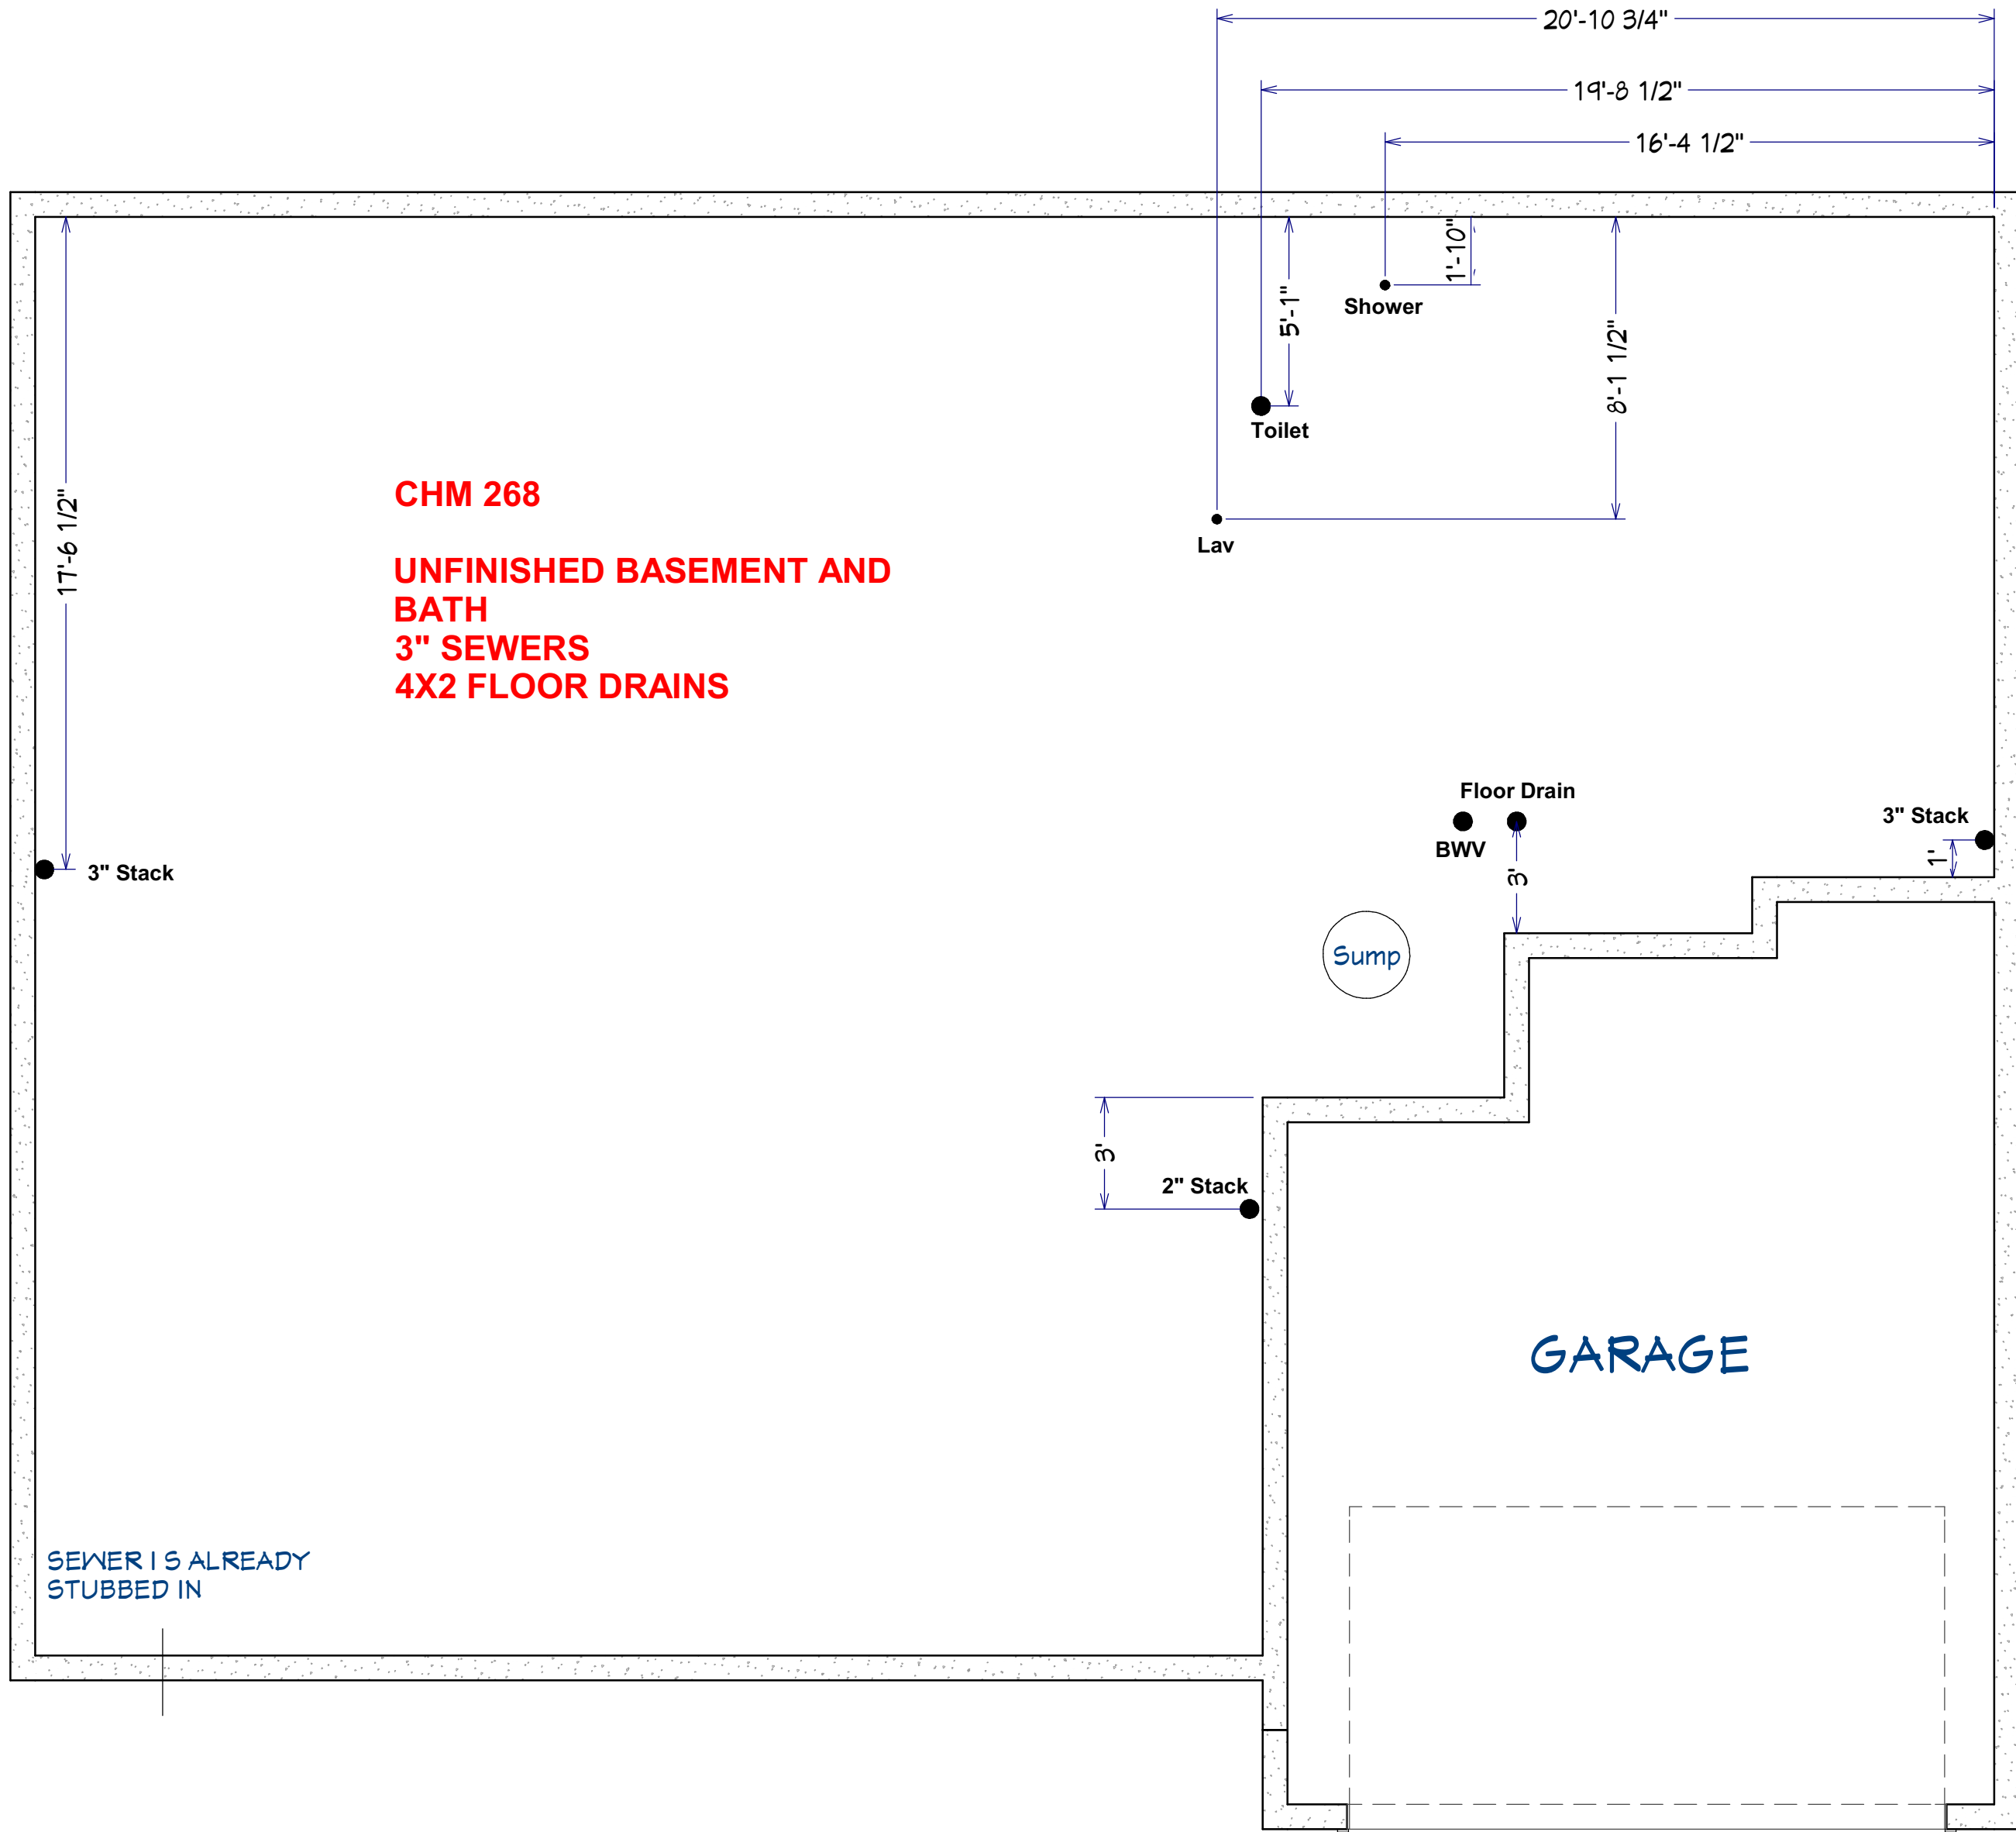 20'-10 3/4"
19'-8 1/2"
16'-4 1/2"
1'-10"
5'-1"
Shower
8'-1 1/2"
Toilet
17'-6 1/2"
CHM 268
Lav
UNFINISHED BASEMENT AND
BATH
3" SEWERS
4X2 FLOOR DRAINS
Floor Drain
3" Stack
BWV
1'
3" Stack
3'
Sump
3'
2" Stack
GARAGE
SEWER I S ALREADY
STUBBED IN